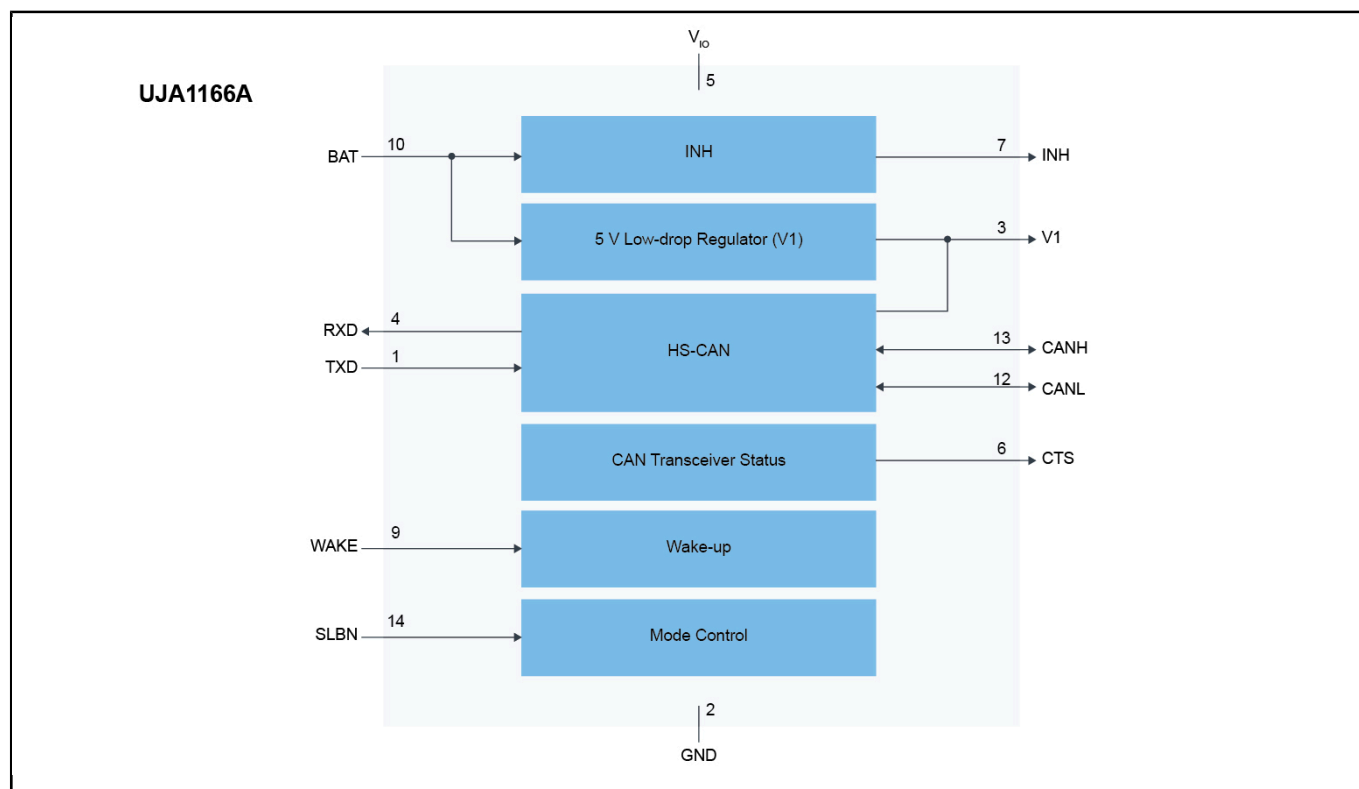 V_IO
5
UJA1166A
BAT
10
INH
7
INH
5 V Low-drop Regulator (V1)
3
V1
RXD
4
TXD
1
HS-CAN
13
CANH
12
CANL
CAN Transceiver Status
6
CTS
WAKE
9
Wake-up
SLBN
14
Mode Control
2
GND